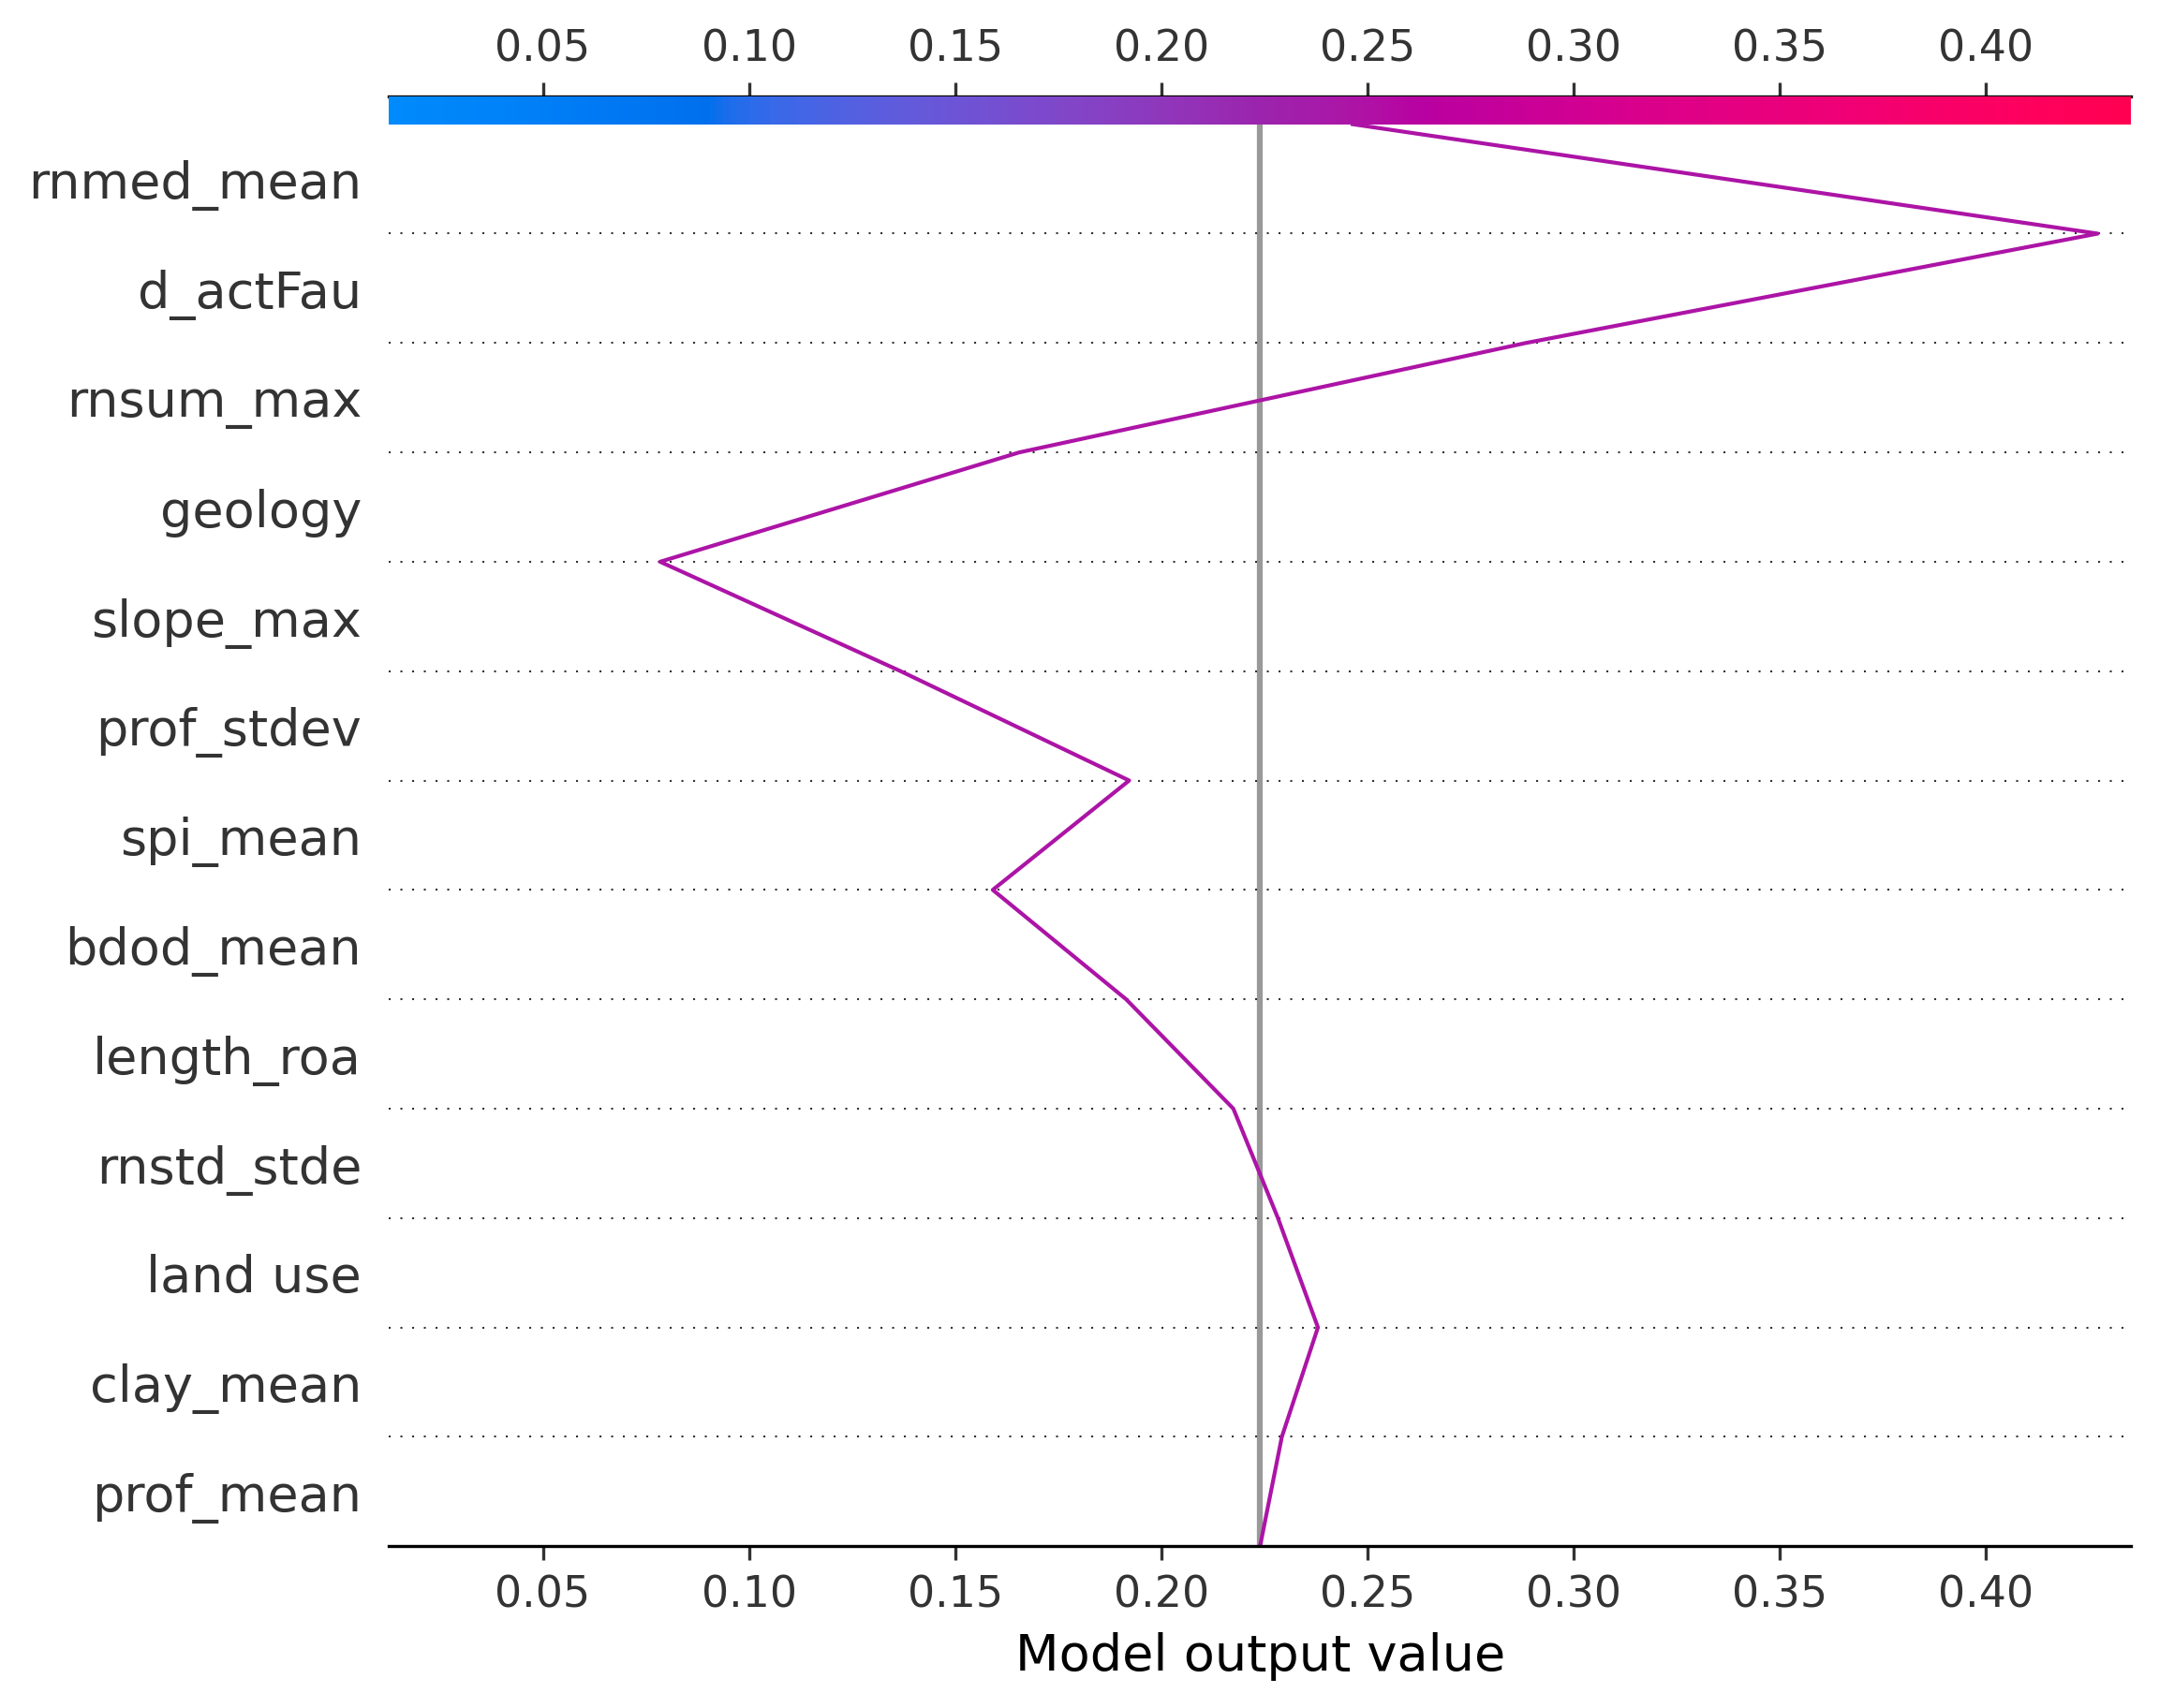 0.05 0.10 0.15 0.20 0.25 0.30 0.35 0.40
rnmed_mean
d_actFau
rnsum_max
geology
slope_max
prof_stdev
spi_mean
bdod_mean
length_roa
rnstd_stde
land use
clay_mean
prof_mean
0.05 0.10 0.15 0.20 0.25 0.30 0.35 0.40
Model output value